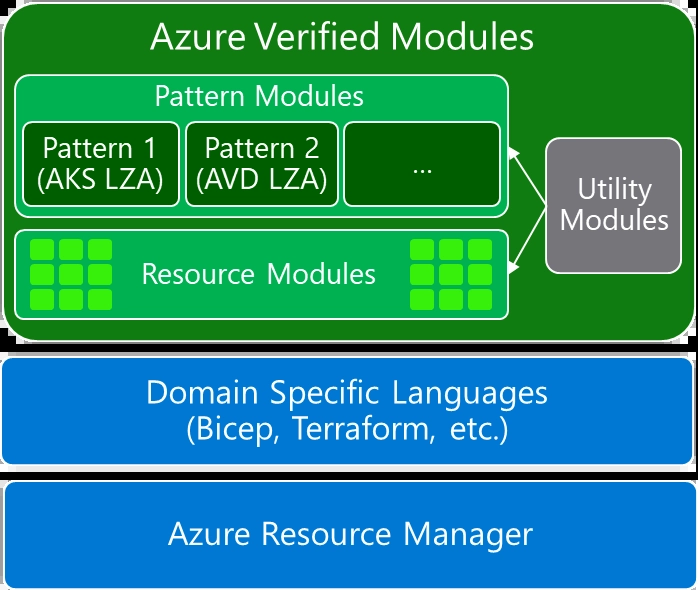 Azure Verified Modules
Pattern Modules
Pattern 1
(AKS LZA)
Pattern 2
(AVD LZA)
...
Utility
Modules
Resource Modules
Domain Specific Languages
(Bicep, Terraform, etc.)
Azure Resource Manager